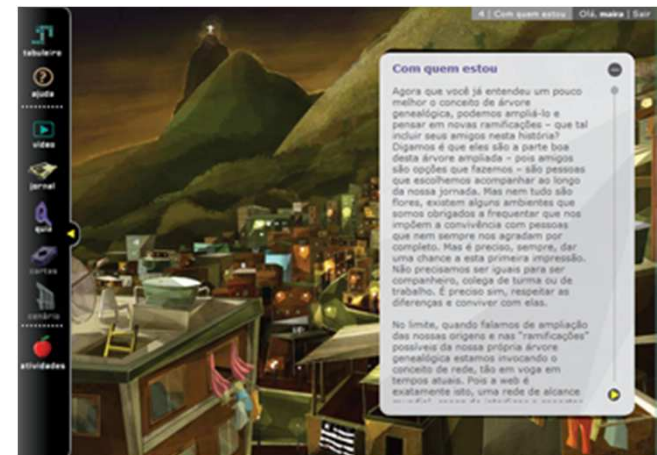 4 | Com quem estou
Olá, maira | Sair
tabuleiro
ajuda
vídeo
jornal
quiz
cartas
cenário
atividades
Com quem estou
Agora que você já entendeu um pouco
melhor o conceito de árvore
genealógica, podemos ampliá-lo e
pensar em novas ramificações – que tal
incluir seus amigos nesta história?
Digamos é que eles são a parte boa
desta árvore ampliada – pois amigos
são opções que fazemos – são pessoas
que escolhemos acompanhar ao longo
da nossa jornada. Mas nem tudo são
flores, existem alguns ambientes que
somos obrigados a frequentar que nos
impõem a convivência com pessoas
que nem sempre nos agradam por
completo. Mas é preciso, sempre, dar
uma chance a esta primeira impressão.
Não precisamos ser iguais para ser
companheiro, colega de turma ou de
trabalho. É preciso sim, respeitar as
diferenças e conviver com elas.
No limite, quando falamos de ampliação
das nossas origens e nas "ramificações"
possíveis da nossa própria árvore
genealógica estamos invocando o
conceito de rede, tão em voga em
tempos atuais. Pois a web é
exatamente isto, uma rede de alcance